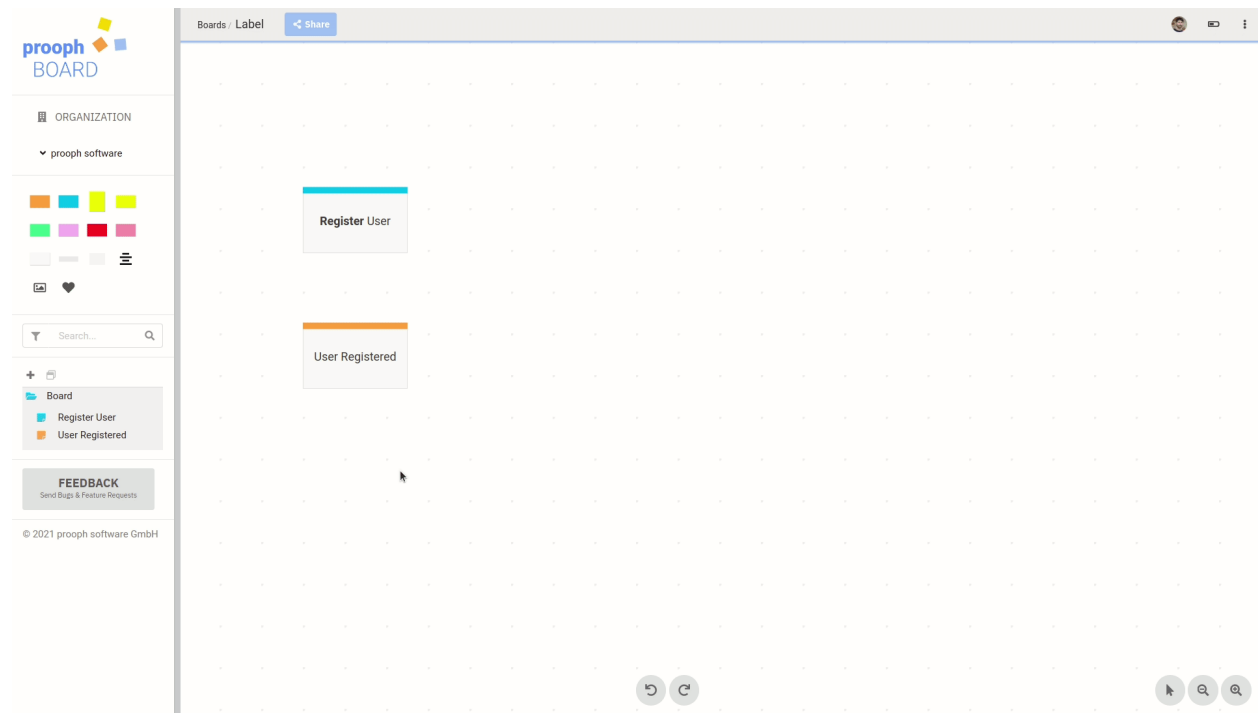 prooph
BOARD
Boards / Label
Share
ORGANIZATION
prooph software
Search...
Board
Register User
User Registered
FEEDBACK
Send Bugs & Feature Requests
© 2021 prooph software GmbH
Register User
User Registered